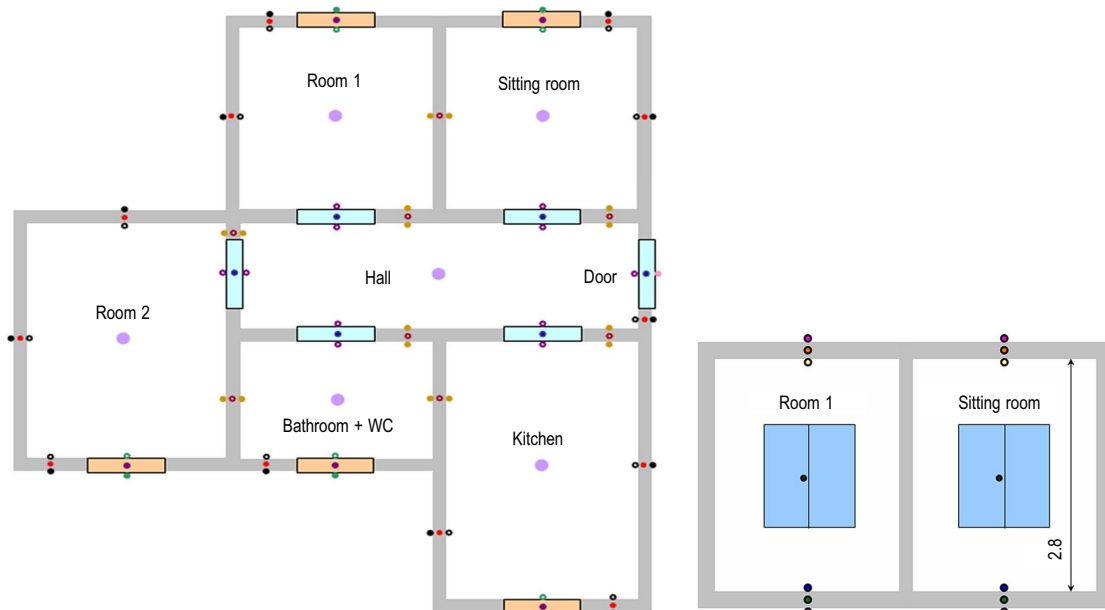 Room 1
Sitting room
Hall
Door
Room 2
Bathroom + WC
Kitchen
Room 1
Sitting room
2.8